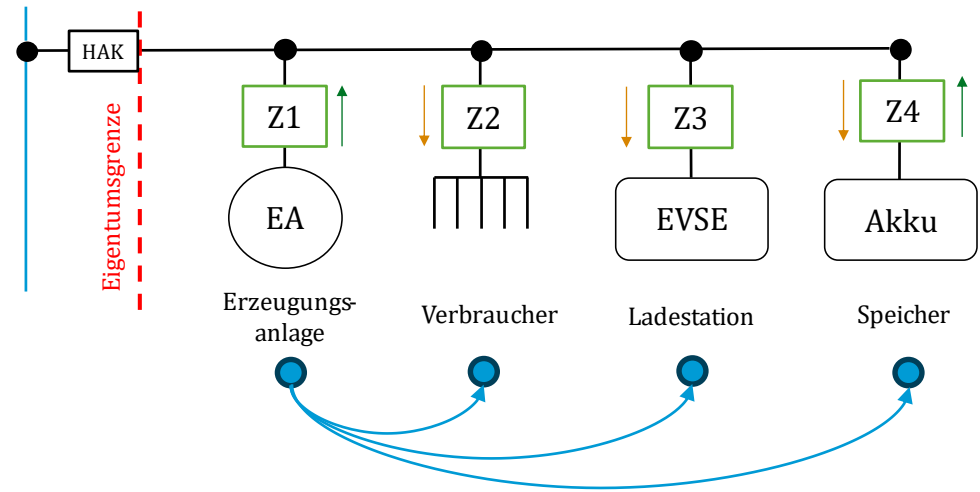 HAK
Eigentumsgrenze
Z1
Z2
Z3
Z4
EA
EVSE
Akku
Erzeugungs-
anlage
Verbraucher
Ladestation
Speicher